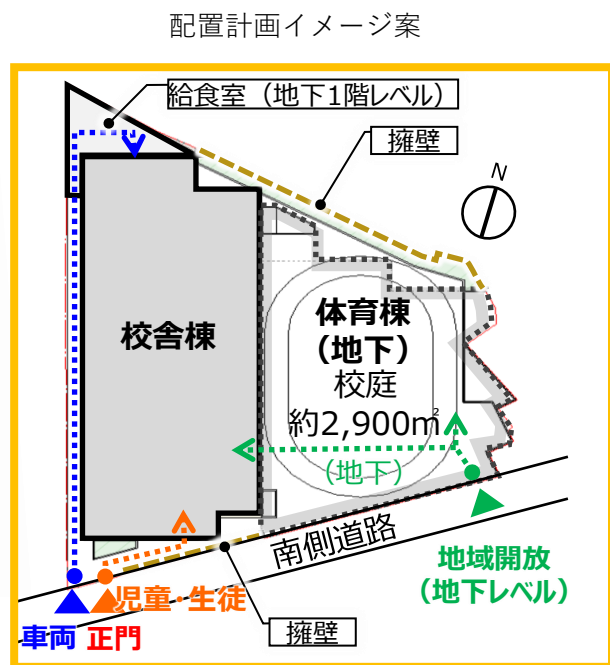 配置計画イメージ案
給食室（地下1階レベル）
擁壁
N
校舎棟
体育棟
（地下）
校庭
約2,900㎡
（地下）
南側道路
地域開放
（地下レベル）
児童・生徒
車両
正門
擁壁